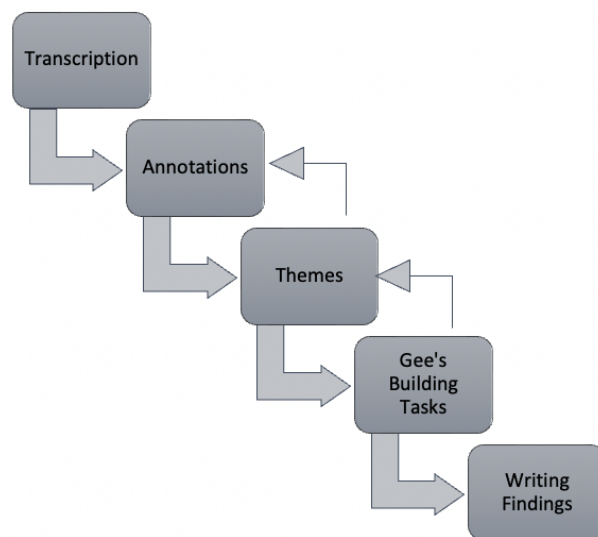 Transcription
Annotations
Themes
Gee's
Building
Tasks
Writing
Findings